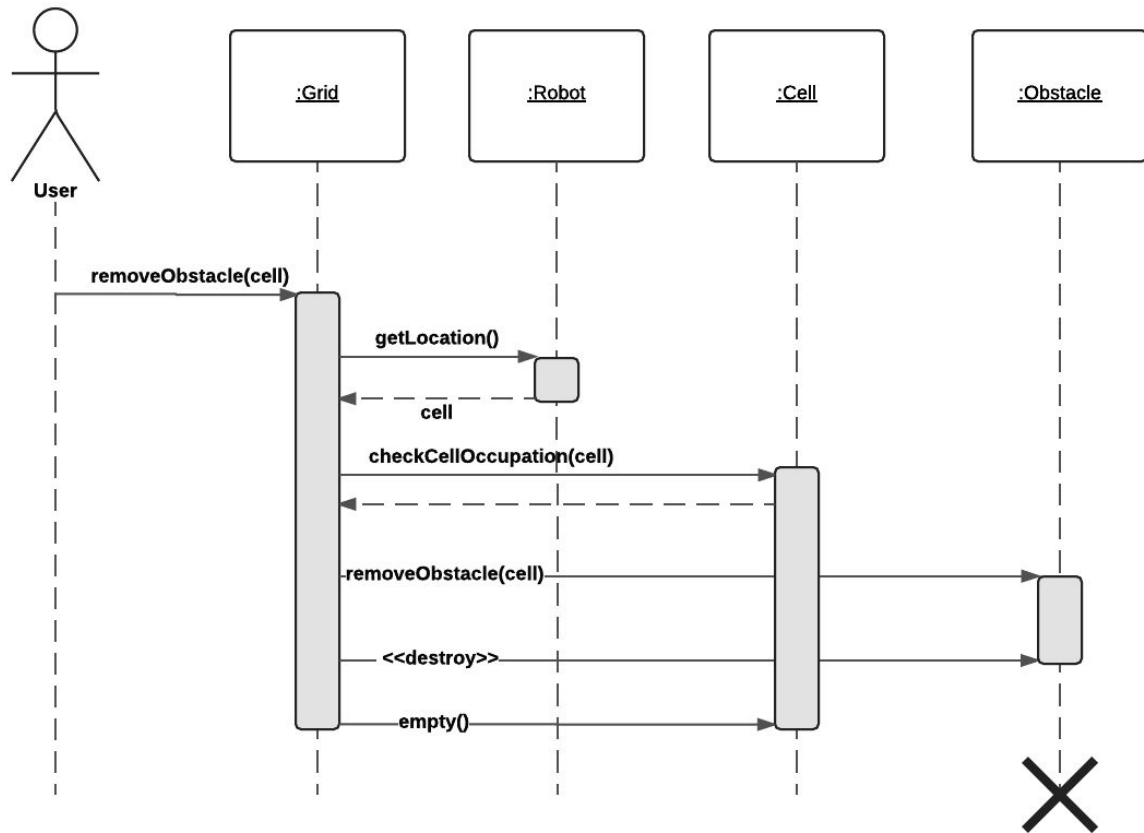 :Grid
:Robot
:Cell
:Obstacle
User
removeObstacle(cell)
getLocation()
cell
checkCellOccupation(cell)
removeObstacle(cell)
<<destroy>>
empty()